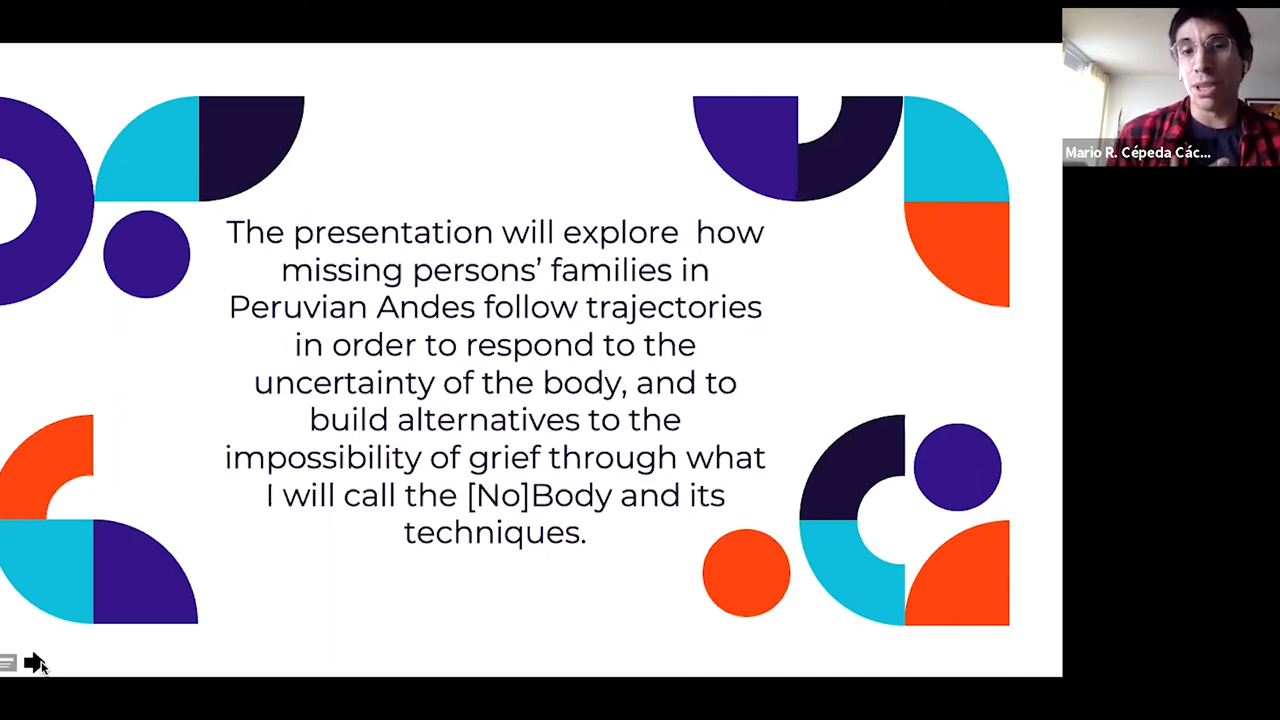 The presentation will explore how
missing persons’ families in
Peruvian Andes follow trajectories
in order to respond to the
uncertainty of the body, and to
build alternatives to the
impossibility of grief through what
I will call the [No]Body and its
techniques.
Mario R. Cépeda Các...